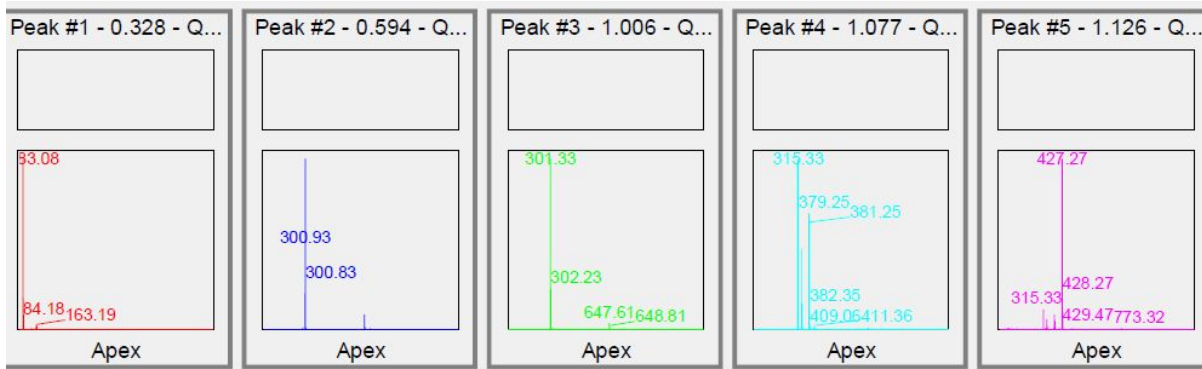 Peak #1 - 0.328 - Q...
83.08
84.18
163.19
Apex
Peak #2 - 0.594 - Q...
300.93
300.83
Apex
Peak #3 - 1.006 - Q...
301.33
302.23
647.61
648.81
Apex
Peak #4 - 1.077 - Q...
315.33
379.25
381.25
382.35
409.06
411.36
Apex
Peak #5 - 1.126 - Q...
427.27
428.27
315.33
429.47
773.32
Apex